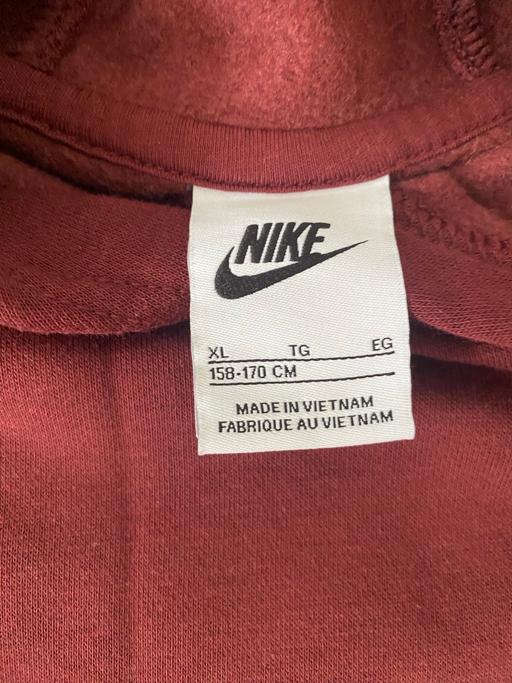 NIKE
XL TG EG
158-170 CM
MADE IN VIETNAM
FABRIQUE AU VIETNAM